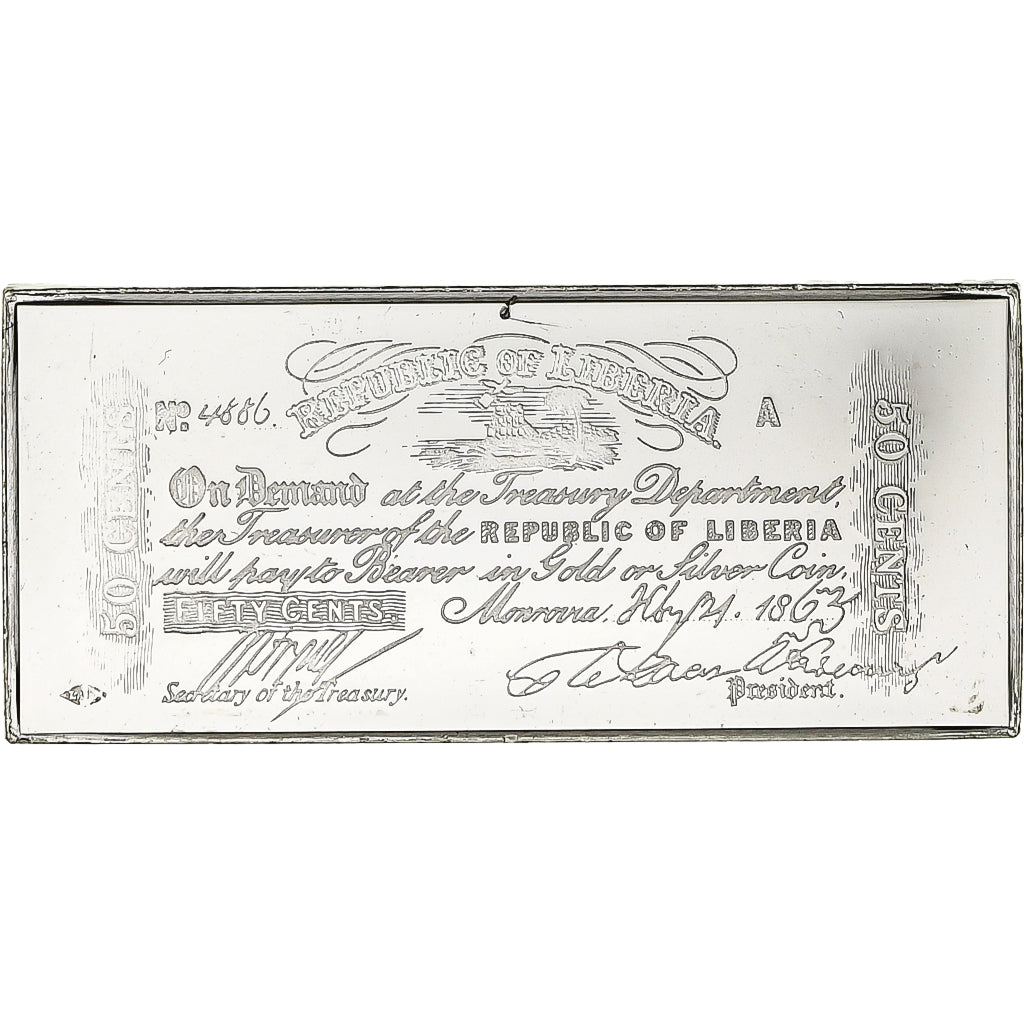 REPUBLIC OF LIBERIA.
No. 4886. A
50 CENTS
50 CENTS
On Demand at the Treasury Department,
the Treasurer of the REPUBLIC OF LIBERIA
will pay to Bearer in Gold or Silver Coin,
FIFTY CENTS. Monrovia, 1863
Secretary of the Treasury. President.